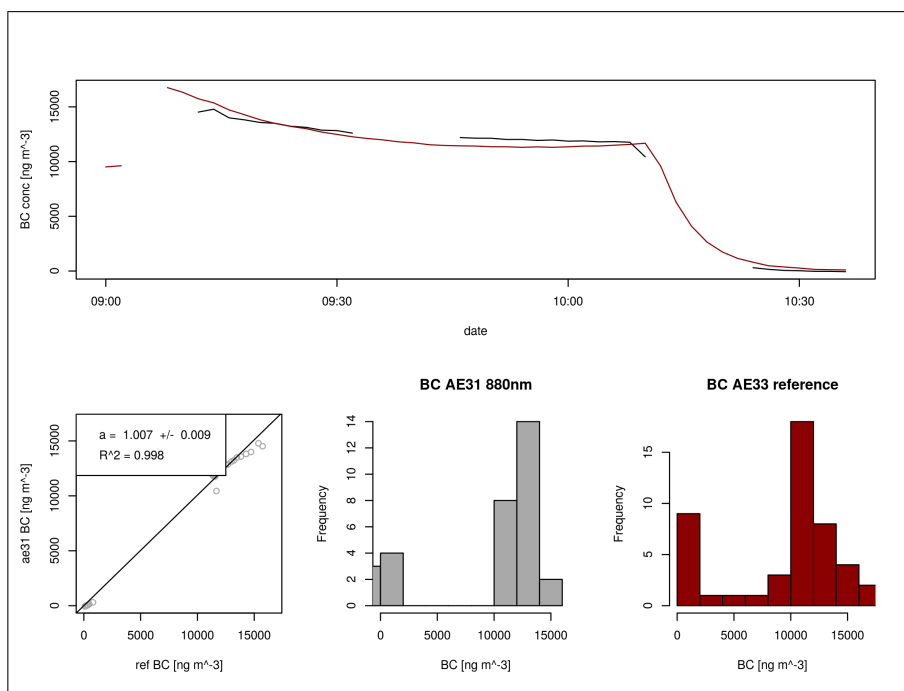 BC conc [ng m^-3]
15000
10000
5000
0
09:00 09:30 10:00 10:30
date
a = 1.007 +/- 0.009
R^2 = 0.998
ae31 BC [ng m^-3]
15000
10000
5000
0
0 5000 10000 15000
ref BC [ng m^-3]
BC AE31 880nm
Frequency
14
12
10
8
6
4
2
0
0 5000 10000 15000
BC [ng m^-3]
BC AE33 reference
Frequency
15
10
5
0
0 5000 10000 15000
BC [ng m^-3]